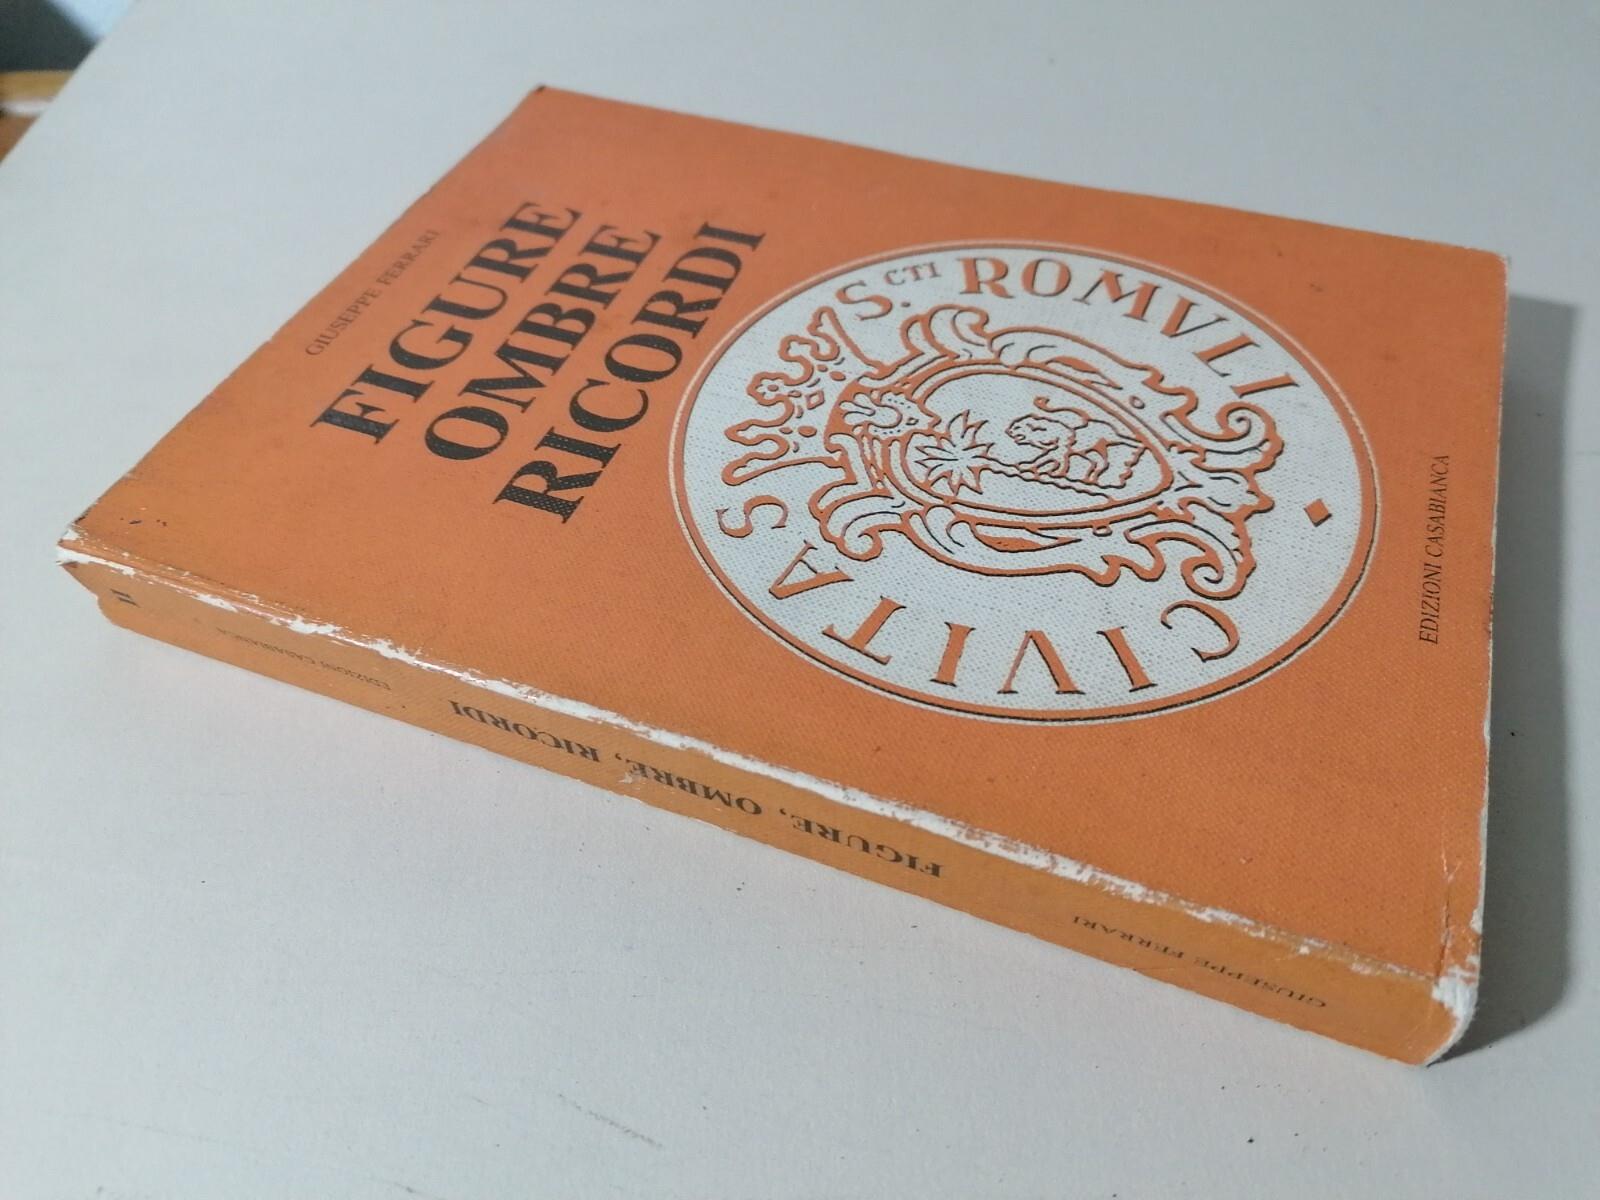 GIUSEPPE FERRARI
FIGURE
OMBRE
RICORDI
CIVITAS S.CTI ROMVLI
EDIZIONI CASABIANCA
GIUSEPPE FERRARI
FIGURE, OMBRE, RICORDI
EDIZIONI CASABIANCA